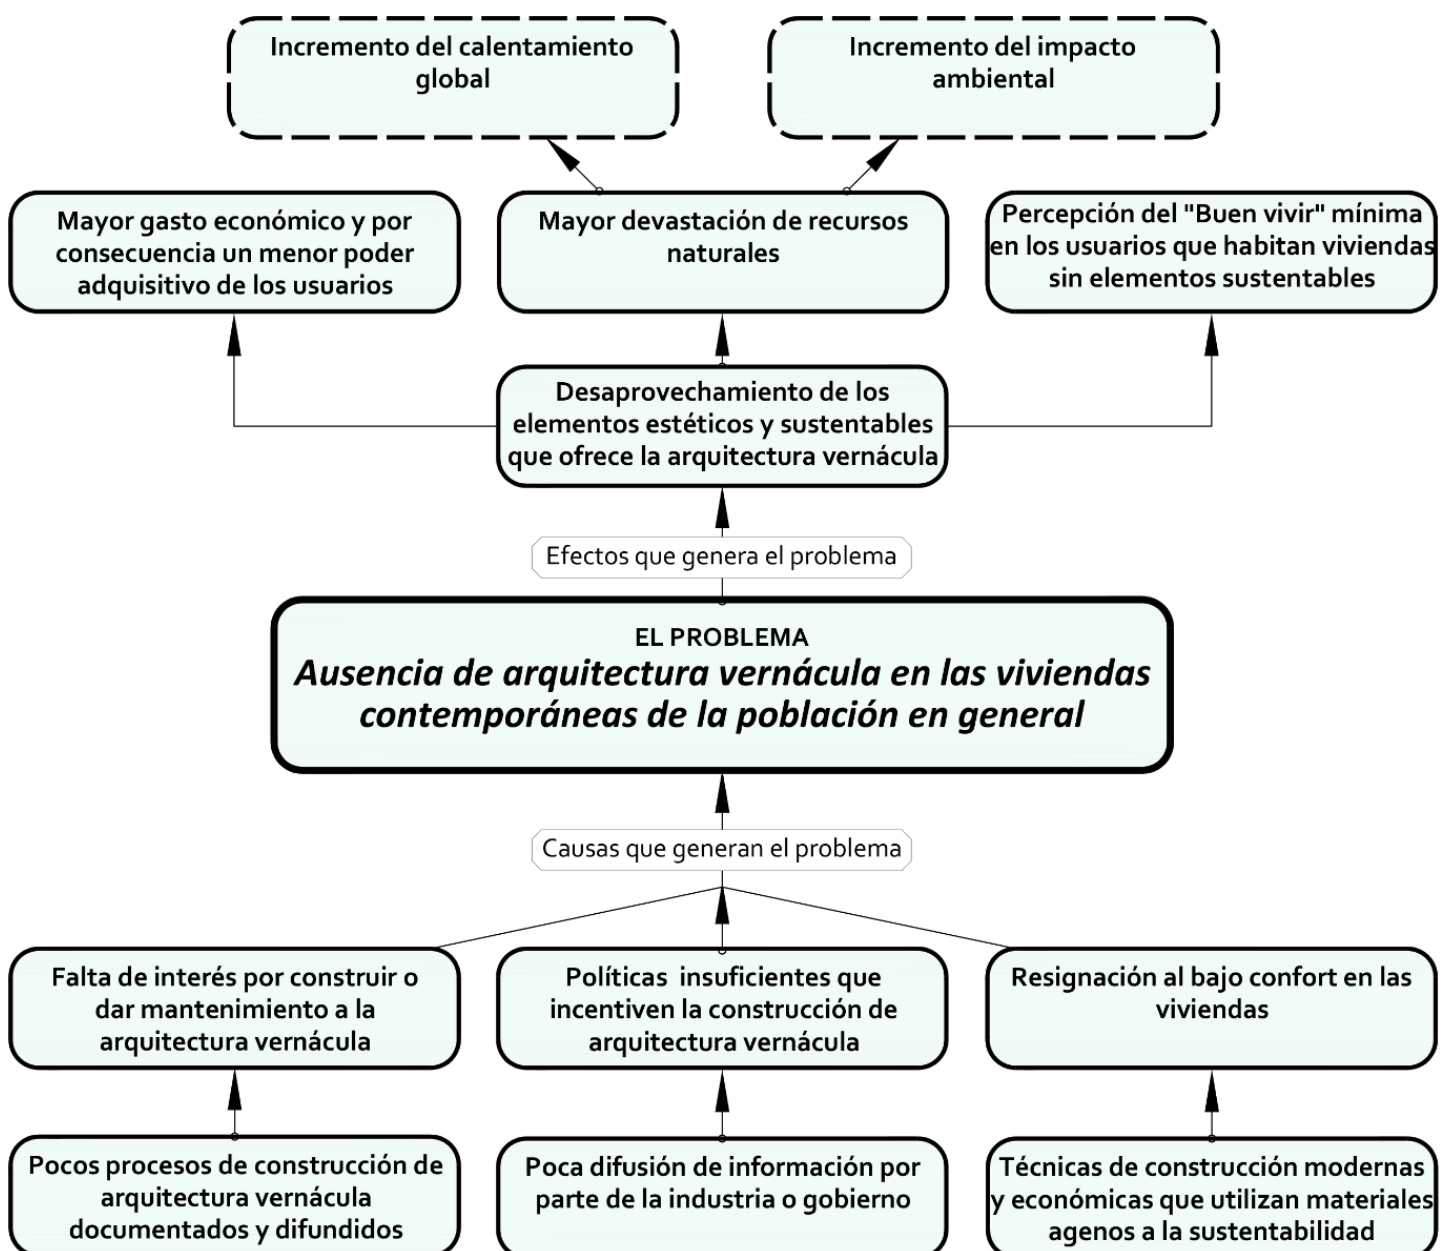 Incremento del calentamiento
global
Incremento del impacto
ambiental
Mayor gasto económico y por
consecuencia un menor poder
adquisitivo de los usuarios
Mayor devastación de recursos
naturales
Percepción del "Buen vivir" mínima
en los usuarios que habitan viviendas
sin elementos sustentables
Desaprovechamiento de los
elementos estéticos y sustentables
que ofrece la arquitectura vernácula
Efectos que genera el problema
EL PROBLEMA
Ausencia de arquitectura vernácula en las viviendas
contemporáneas de la población en general
Causas que generan el problema
Falta de interés por construir o
dar mantenimiento a la
arquitectura vernácula
Políticas insuficientes que
incentiven la construcción de
arquitectura vernácula
Resignación al bajo confort en las
viviendas
Pocos procesos de construcción de
arquitectura vernácula
documentados y difundidos
Poca difusión de información por
parte de la industria o gobierno
Técnicas de construcción modernas
y económicas que utilizan materiales
agenos a la sustentabilidad